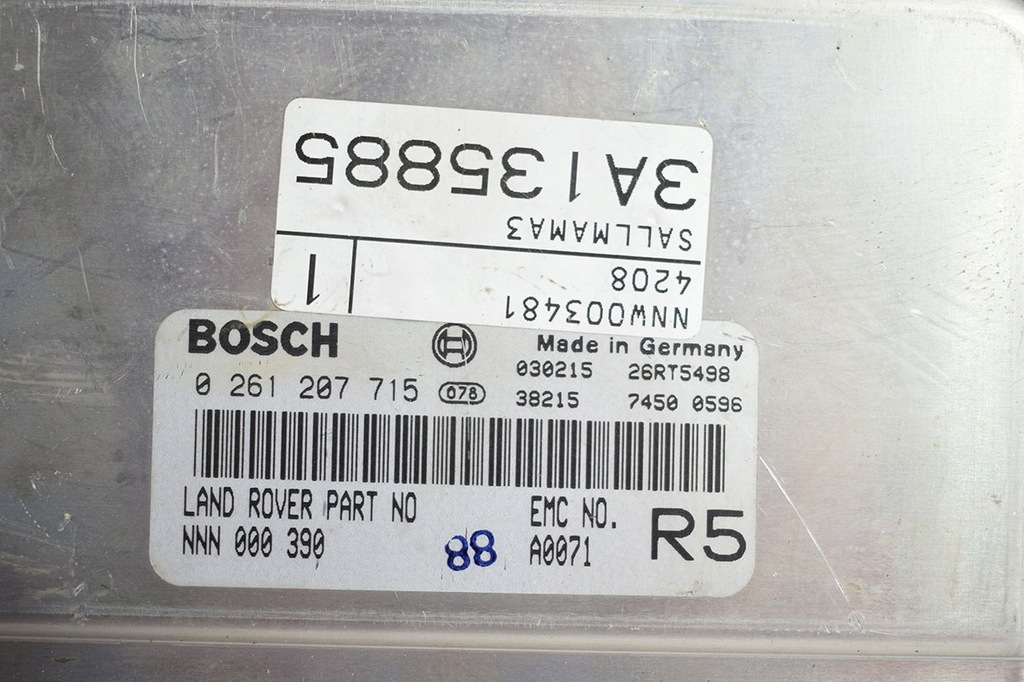 3A135885
SALLMAMA3
4208
1
NNW003481
BOSCH
Made in Germany
0 261 207 715
078
030215 26RT5498
38215 7450 0596
LAND ROVER PART NO
NNN 000 390
88
EMC NO.
A0071
R5